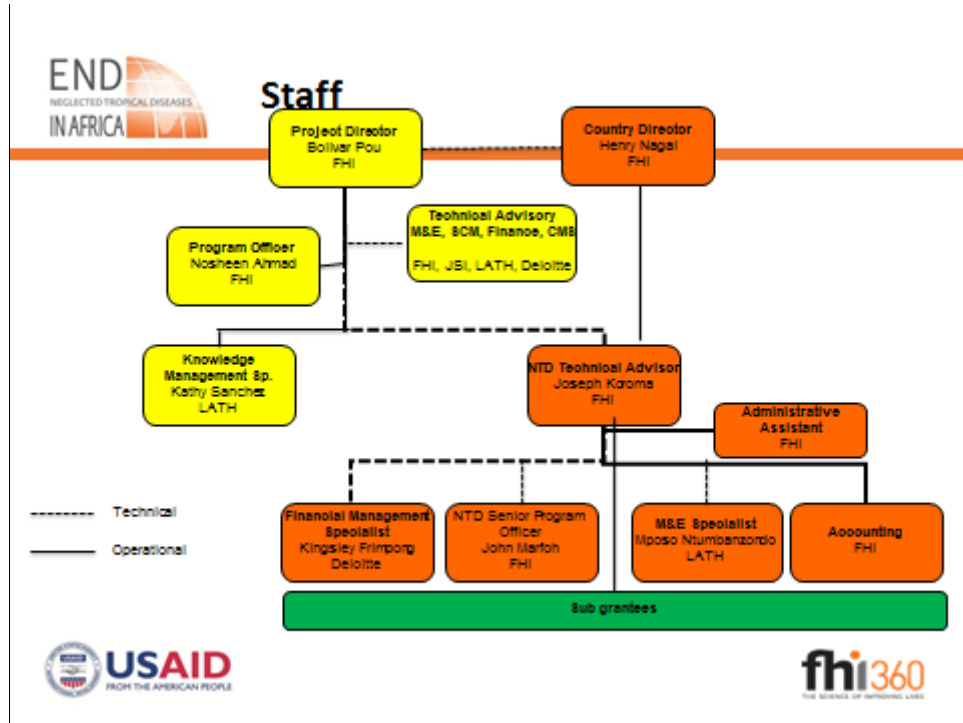 END
NEGLECTED TROPICAL DISEASES
IN AFRICA
Staff
Project Director
Bolivar Pou
FHI
Country Director
Henry Nagai
FHI
Technical Advisory
M&E, SCM, Finance, CMS
FHI, JSI, LATH, Deloitte
Program Officer
Nosheen Ahmad
FHI
Knowledge
Management Sp.
Kathy Sanchez
LATH
NTD Technical Advisor
Joseph Koroma
FHI
Administrative
Assistant
FHI
Technical
Operational
Financial Management
Specialist
Kingsley Frimpong
Deloitte
NTD Senior Program
Officer
John Marfoh
FHI
M&E Specialist
Mposo Ntumbanzondo
LATH
Accounting
FHI
Sub grantees
USAID
FROM THE AMERICAN PEOPLE
fhi360
THE SCIENCE OF IMPROVING LIVES